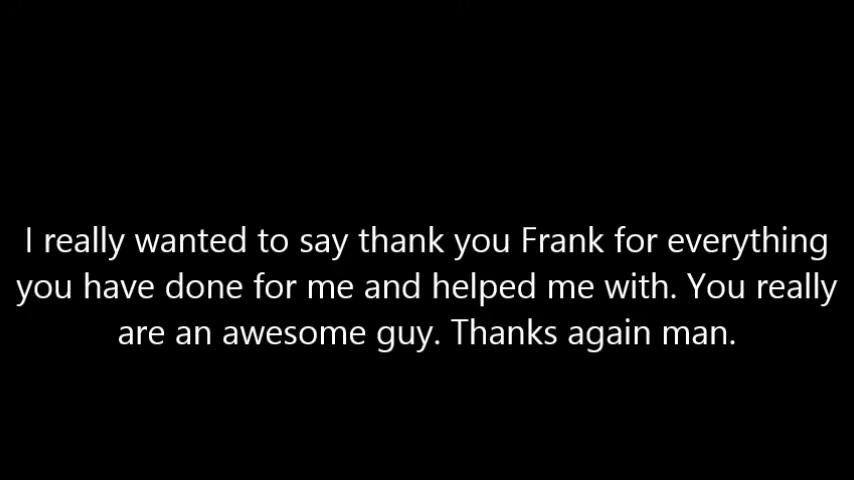 I really wanted to say thank you Frank for everything
you have done for me and helped me with. You really
are an awesome guy. Thanks again man.